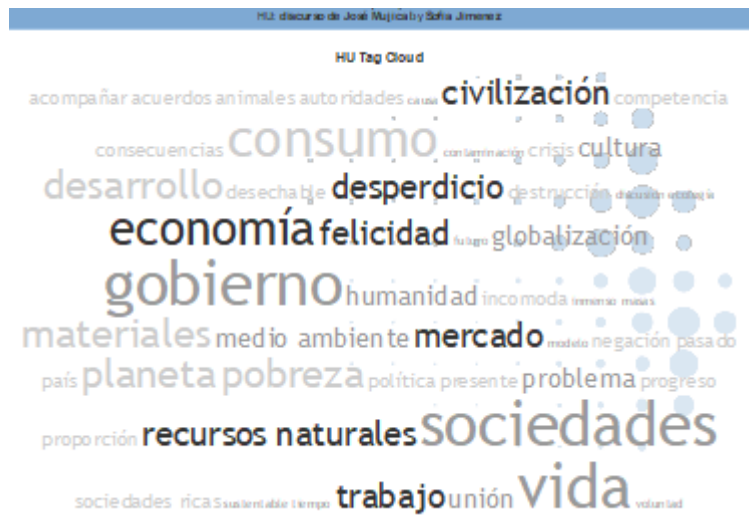 HU: discurso de José Mujica by Sofia Jimenez
HU Tag Cloud
acompañar acuerdos animales autoridades causa civilización competencia
consecuencias consumo contaminación crisis cultura
desarrollo desechable desperdicio destrucción discusión ecología
economía felicidad futuro globalización
gobierno humanidad incomoda inmenso masas
materiales medio ambiente mercado modelo negación pasado
país planeta pobreza política presente problema progreso
proporción recursos naturales sociedades
sociedades ricas sustentable tiempo trabajo unión vida voluntad